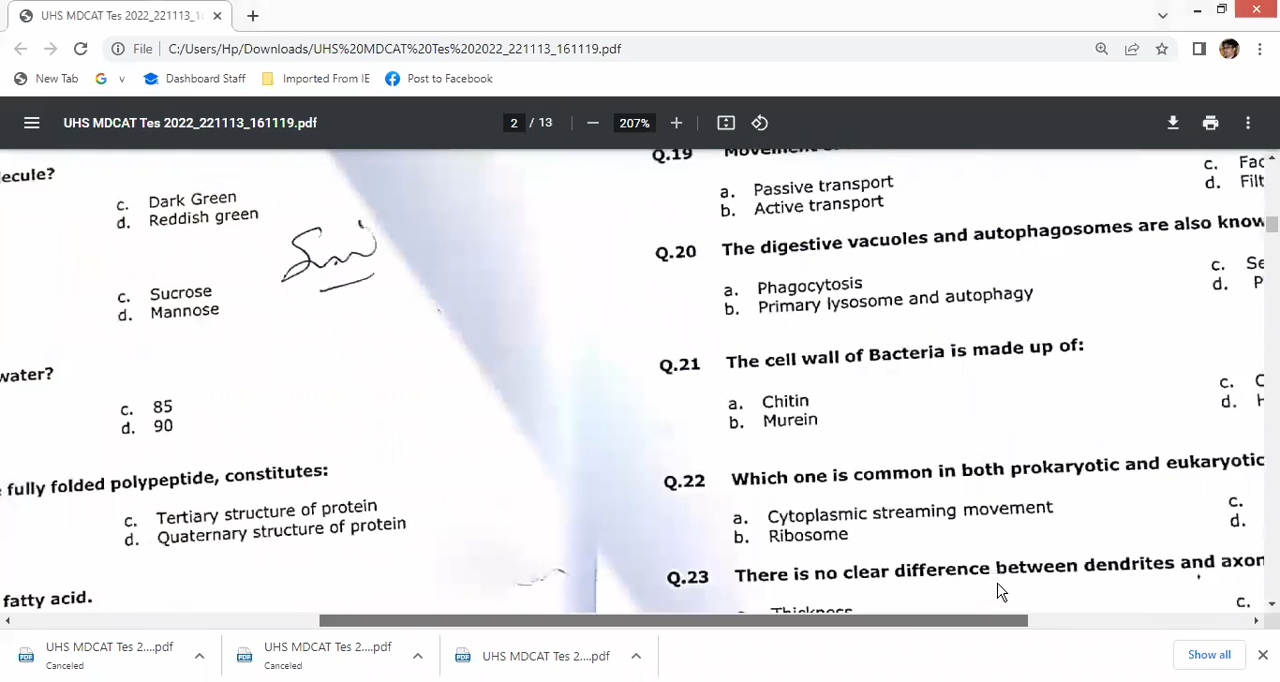 UHS MDCAT Tes 2022_221113_1
File C:/Users/Hp/Downloads/UHS%20MDCAT%20Tes%202022_221113_161119.pdf
New Tab
Dashboard Staff
Imported From IE
Post to Facebook
UHS MDCAT Tes 2022_221113_161119.pdf
2 / 13
207%
ecule?
c. Dark Green
d. Reddish green
c. Sucrose
d. Mannose
water?
c. 85
d. 90
fully folded polypeptide, constitutes:
c. Tertiary structure of protein
d. Quaternary structure of protein
fatty acid.
Q.19 Movement
c. Fac
a. Passive transport
d. Filt
b. Active transport
Q.20 The digestive vacuoles and autophagosomes are also know
c. Se
a. Phagocytosis
d. P
b. Primary lysosome and autophagy
Q.21 The cell wall of Bacteria is made up of:
c.
a. Chitin
d.
b. Murein
Q.22 Which one is common in both prokaryotic and eukaryotic
c.
a. Cytoplasmic streaming movement
d.
b. Ribosome
Q.23 There is no clear difference between dendrites and axon
c.
Thickness
UHS MDCAT Tes 2....pdf
Canceled
UHS MDCAT Tes 2....pdf
Canceled
UHS MDCAT Tes 2....pdf
Show all